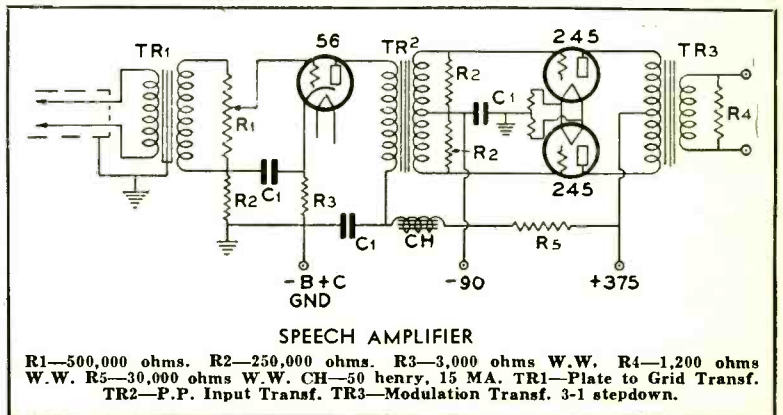 56
245
TR1
TR2
TR3
R2
R1
C1
R4
R2
C1
R2
R3
245
C1
CH
R5
-B+C
GND
-90
+375
SPEECH AMPLIFIER
R1—500,000 ohms. R2—250,000 ohms. R3—3,000 ohms W.W. R4—1,200 ohms
W.W. R5—30,000 ohms W.W. CH—50 henry, 15 MA. TR1—Plate to Grid Transf.
TR2—P.P. Input Transf. TR3—Modulation Transf. 3-1 stepdown.